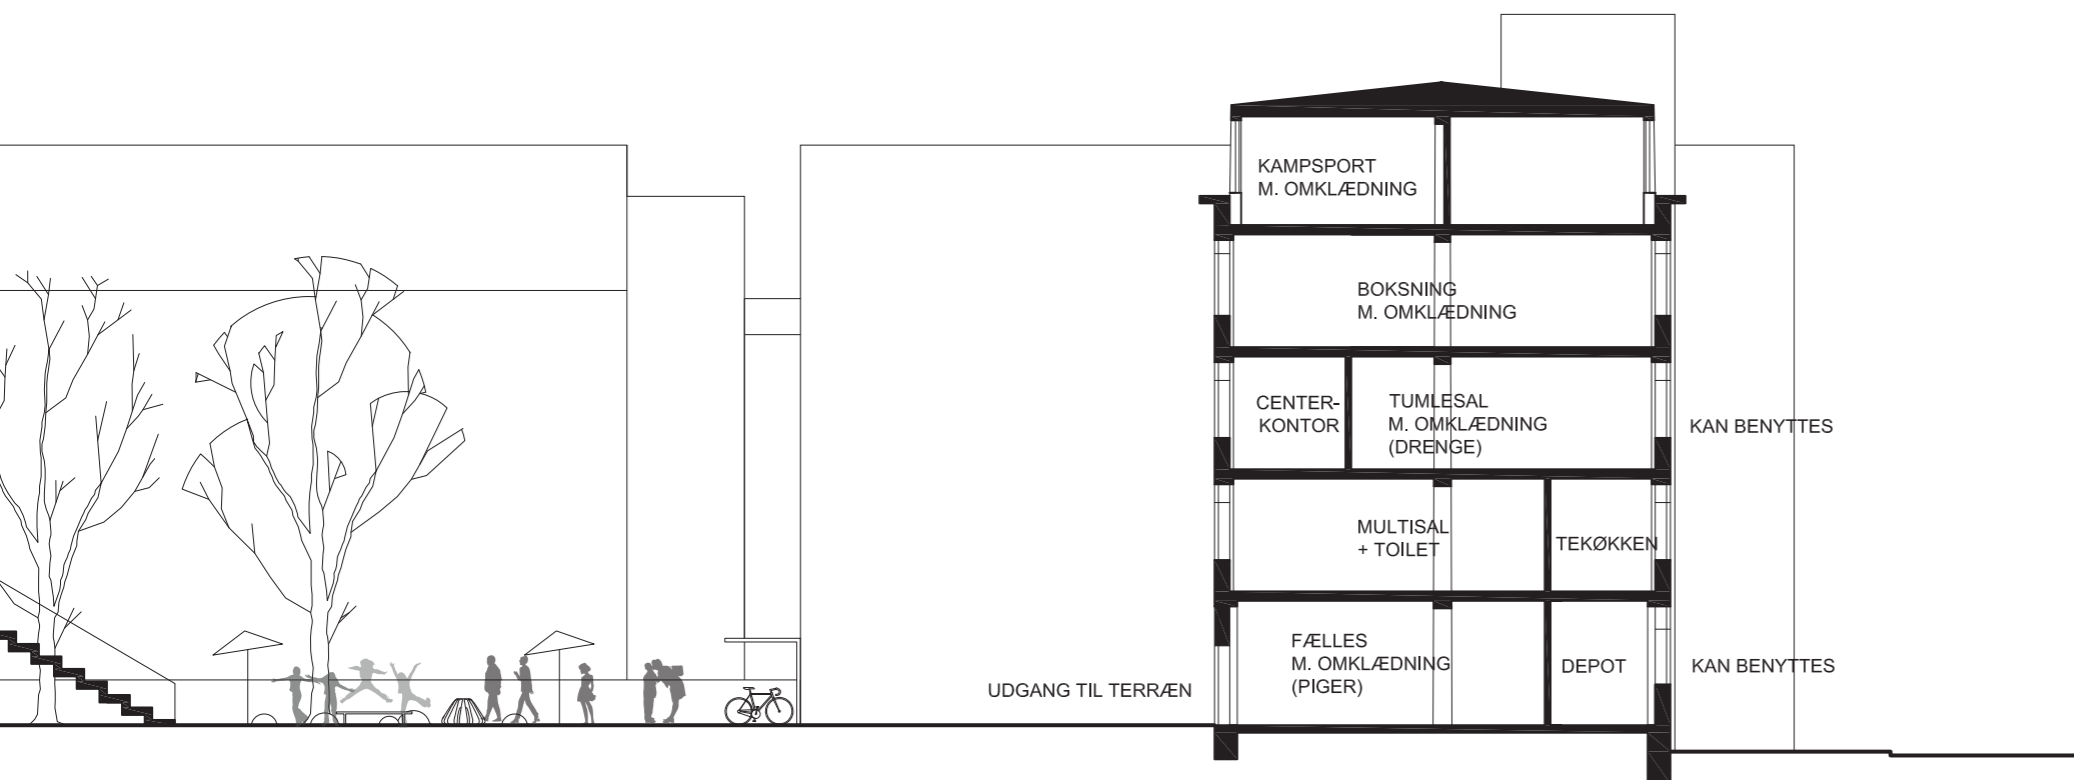 KAMPSPORT
M. OMKLÆDNING
BOKSNING
M. OMKLÆDNING
CENTER-
KONTOR
TUMLESAL
M. OMKLÆDNING
(DRENGE)
KAN BENYTTES
MULTISAL
+ TOILET
TEKØKKEN
FÆLLES
M. OMKLÆDNING
(PIGER)
DEPOT
KAN BENYTTES
UDGANG TIL TERRÆN